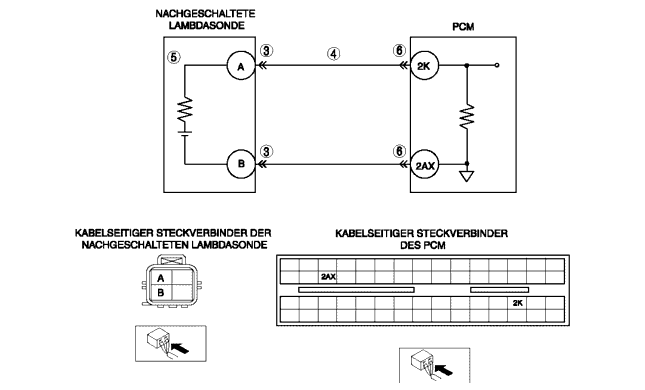 NACHGESCHALTETE
LAMBDASONDE
PCM
5
A
3
4
6
2K
B
3
6
2AX
KABELSEITIGER STECKVERBINDER DER
NACHGESCHALTETEN LAMBDASONDE
KABELSEITIGER STECKVERBINDER
DES PCM
A
B
2AX
2K